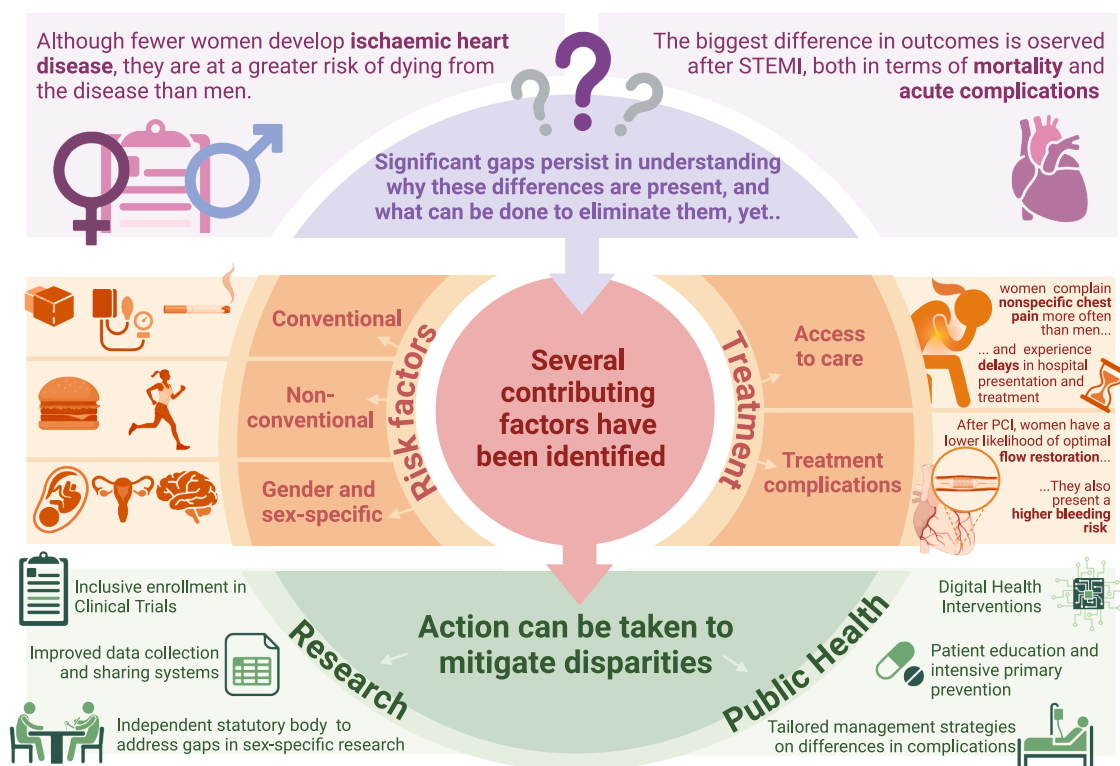 Although fewer women develop ischaemic heart
disease, they are at a greater risk of dying from
the disease than men.
The biggest difference in outcomes is oserved
after STEMI, both in terms of mortality and
acute complications
? ? ?
Significant gaps persist in understanding
why these differences are present, and
what can be done to eliminate them, yet..
Risk factors
Conventional
Non-
conventional
Gender and
sex-specific
Several
contributing
factors have
been identified
Treatment
Access
to care
Treatment
complications
women complain
nonspecific chest
pain more often
than men...
... and experience
delays in hospital
presentation and
treatment
After PCI, women have a
lower likelihood of optimal
flow restoration...
...They also
present a
higher bleeding
risk
Action can be taken to
mitigate disparities
Research
Inclusive enrollment in
Clinical Trials
Improved data collection
and sharing systems
Independent statutory body to
address gaps in sex-specific research
Public Health
Digital Health
Interventions
Patient education and
intensive primary
prevention
Tailored management strategies
on differences in complications